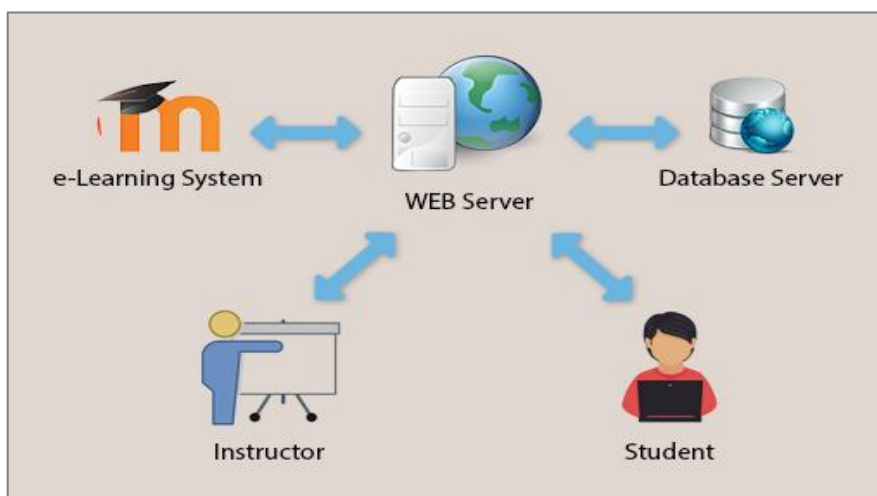 m
e-Learning System
WEB Server
Database Server
Instructor
Student